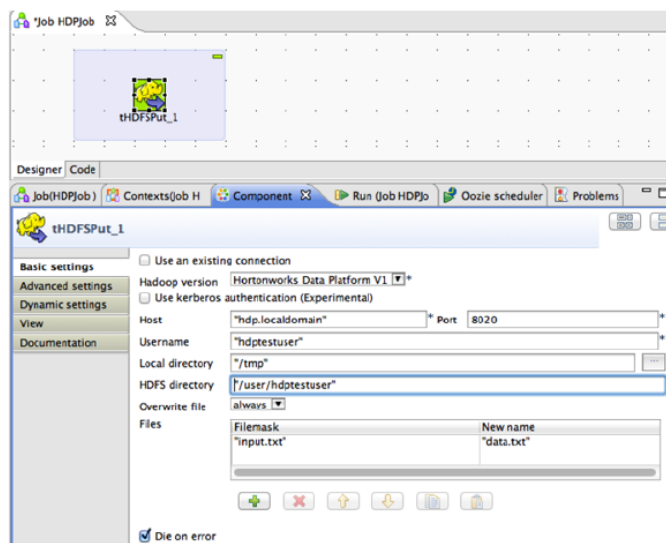 *Job HDPJob
tHDFSPut_1
Designer Code
Job(HDPJob) Contexts(Job H Component Run (Job HDPJo Oozie scheduler Problems
tHDFSPut_1
Basic settings
Advanced settings
Dynamic settings
View
Documentation
Use an existing connection
Hadoop version Hortonworks Data Platform V1 *
Use kerberos authentication (Experimental)
Host "hdp.localdomain" * Port 8020 *
Username "hdptestuser" *
Local directory "/tmp" ...
HDFS directory "/user/hdptestuser"
Overwrite file always
Files
Filemask New name
"input.txt" "data.txt"
Die on error